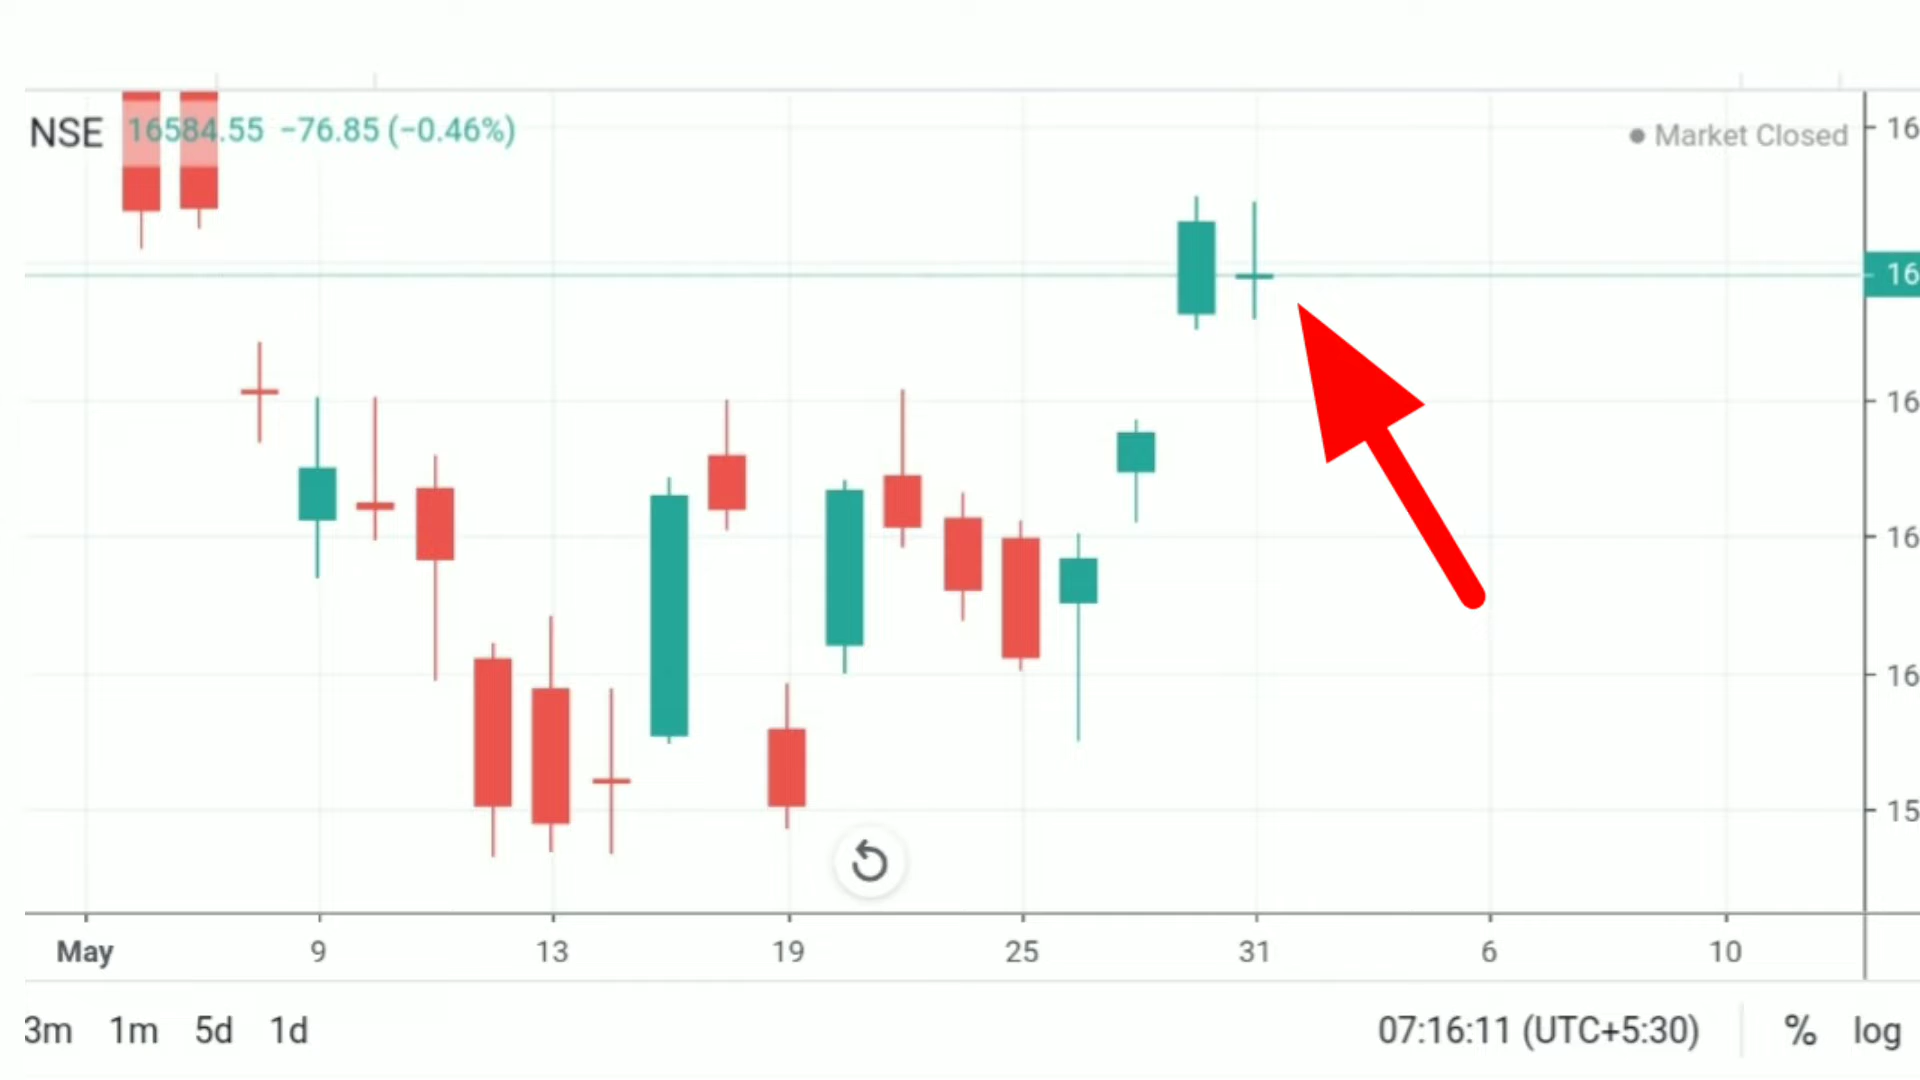 NSE 16584.55 −76.85 (−0.46%)
Market Closed
16
16
16
16
16
15
May 9 13 19 25 31 6 10
3m 1m 5d 1d 07:16:11 (UTC+5:30) % log